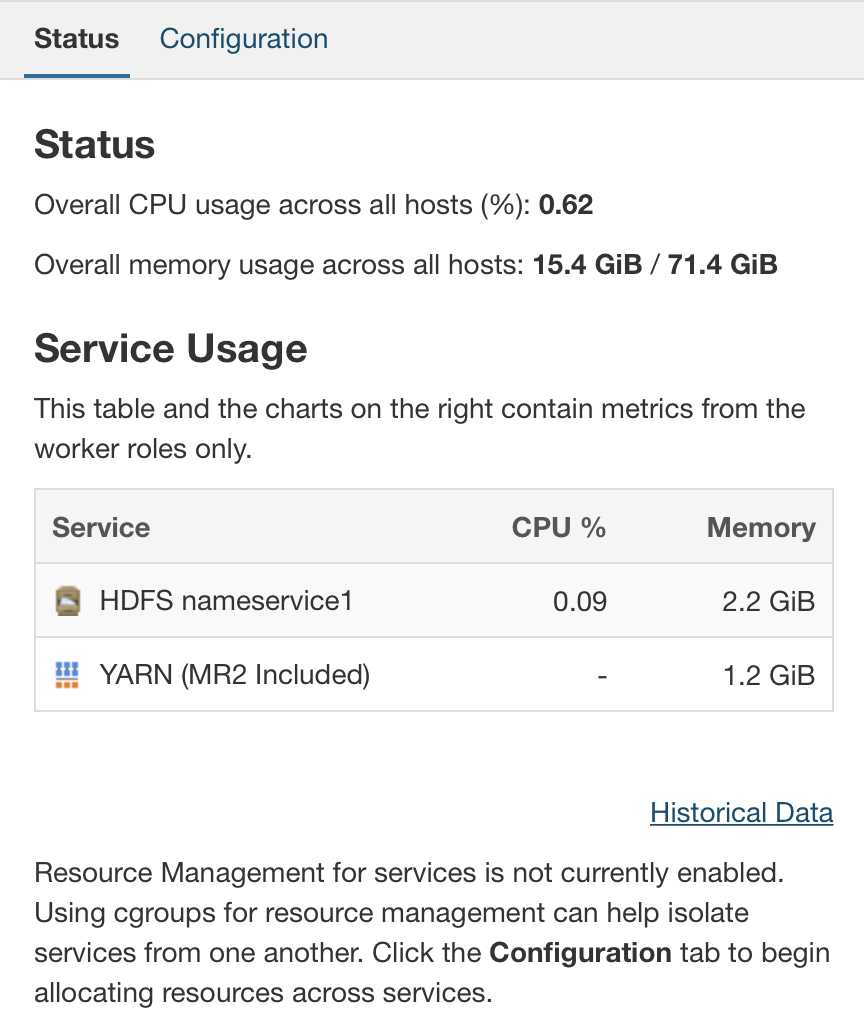 Status Configuration
Status
Overall CPU usage across all hosts (%): 0.62
Overall memory usage across all hosts: 15.4 GiB / 71.4 GiB
Service Usage
This table and the charts on the right contain metrics from the
worker roles only.
Service CPU % Memory
HDFS nameservice1 0.09 2.2 GiB
YARN (MR2 Included) - 1.2 GiB
Historical Data
Resource Management for services is not currently enabled.
Using cgroups for resource management can help isolate
services from one another. Click the Configuration tab to begin
allocating resources across services.